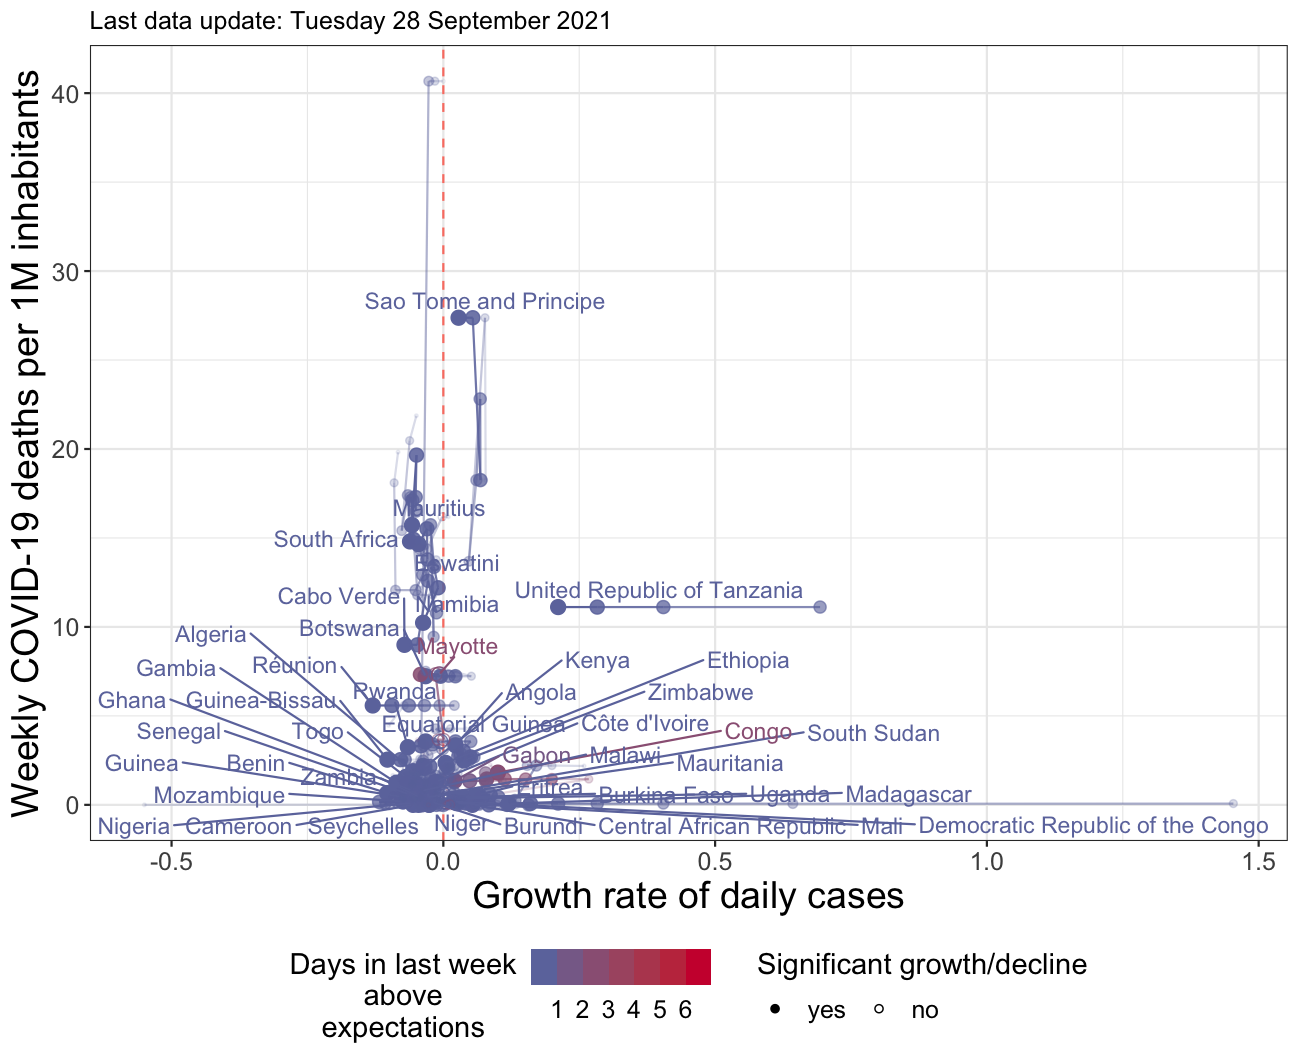 Last data update: Tuesday 28 September 2021
Weekly COVID-19 deaths per 1M inhabitants
40
30
20
10
0
Sao Tome and Principe
Mauritius
South Africa
Eswatini
United Republic of Tanzania
Cabo Verde
Namibia
Botswana
Algeria
Mayotte
Gambia
Réunion
Kenya
Ethiopia
Rwanda
Ghana
Guinea-Bissau
Angola
Zimbabwe
Senegal
Togo
Equatorial Guinea
Côte d'Ivoire
Congo
South Sudan
Guinea
Benin
Gabon
Malawi
Mauritania
Zambia
Mozambique
Eritrea
Burkina Faso
Uganda
Madagascar
Nigeria
Cameroon
Seychelles
Niger
Burundi
Central African Republic
Mali
Democratic Republic of the Congo
-0.5
0.0
0.5
1.0
1.5
Growth rate of daily cases
Days in last week
above
expectations
1 2 3 4 5 6
Significant growth/decline
yes
no